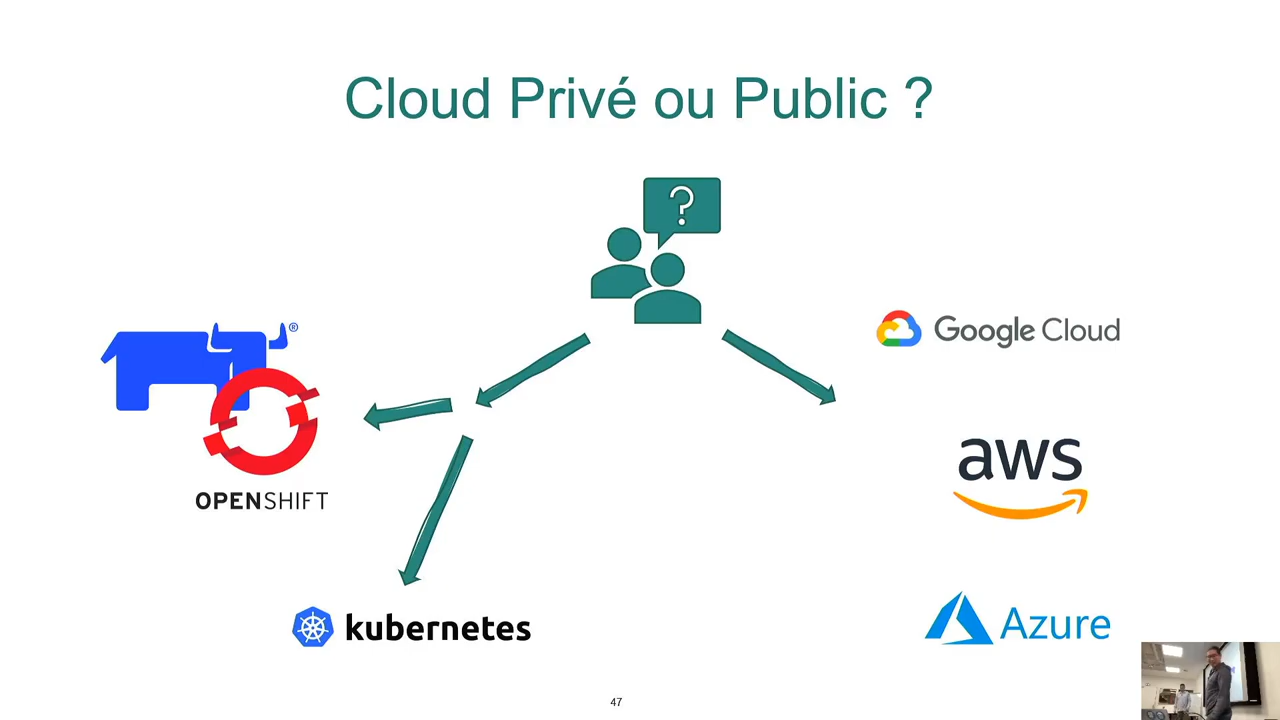 Cloud Privé ou Public ?
?
®
Google Cloud
aws
OPENSHIFT
kubernetes
Azure
47